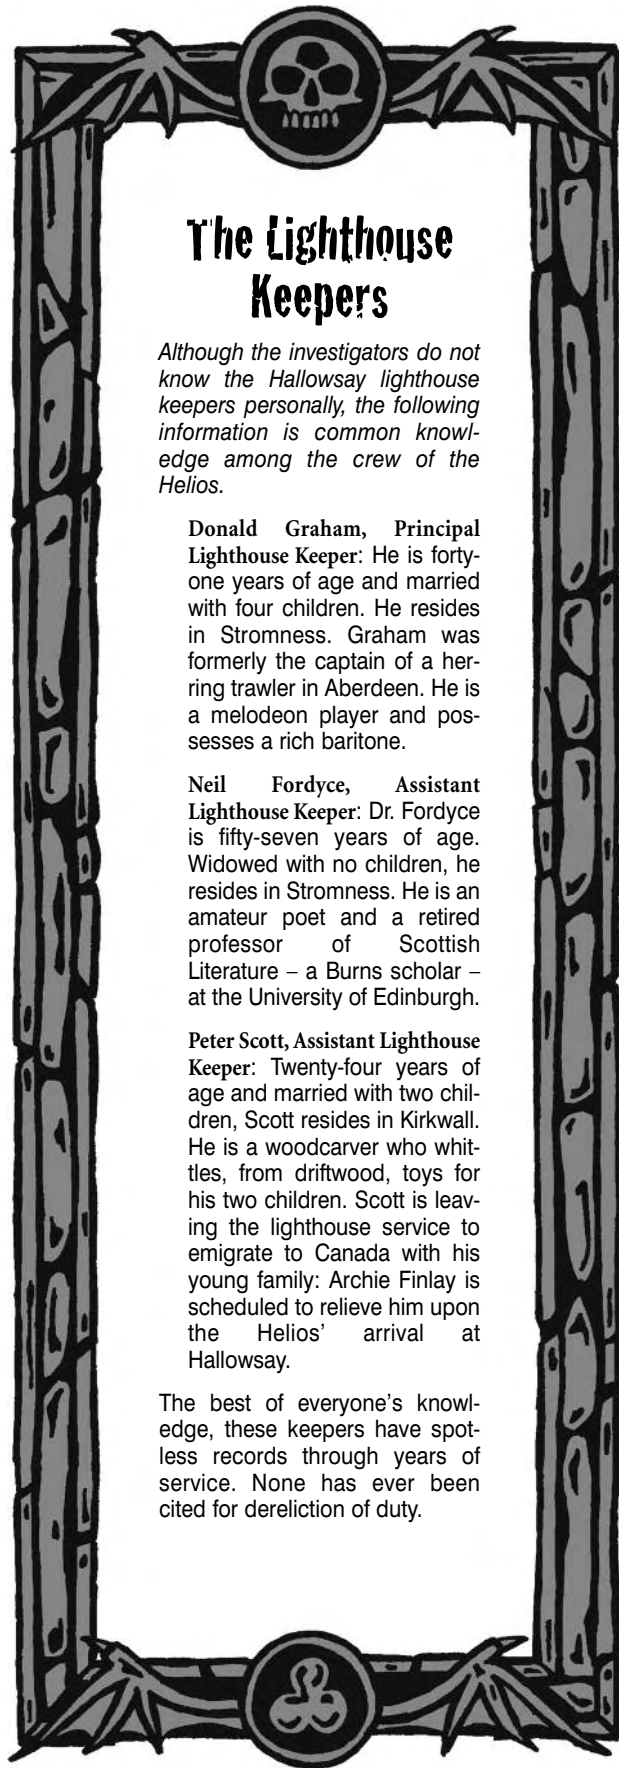 The Lighthouse
Keepers
Although the investigators do not
know the Hallowsay lighthouse
keepers personally, the following
information is common knowl-
edge among the crew of the
Helios.
Donald Graham, Principal
Lighthouse Keeper: He is forty-
one years of age and married
with four children. He resides
in Stromness. Graham was
formerly the captain of a her-
ring trawler in Aberdeen. He is
a melodeon player and pos-
sesses a rich baritone.
Neil Fordyce, Assistant
Lighthouse Keeper: Dr. Fordyce
is fifty-seven years of age.
Widowed with no children, he
resides in Stromness. He is an
amateur poet and a retired
professor of Scottish
Literature – a Burns scholar –
at the University of Edinburgh.
Peter Scott, Assistant Lighthouse
Keeper: Twenty-four years of
age and married with two chil-
dren, Scott resides in Kirkwall.
He is a woodcarver who whit-
tles, from driftwood, toys for
his two children. Scott is leav-
ing the lighthouse service to
emigrate to Canada with his
young family: Archie Finlay is
scheduled to relieve him upon
the Helios' arrival at
Hallowsay.
The best of everyone's knowl-
edge, these keepers have spot-
less records through years of
service. None has ever been
cited for dereliction of duty.